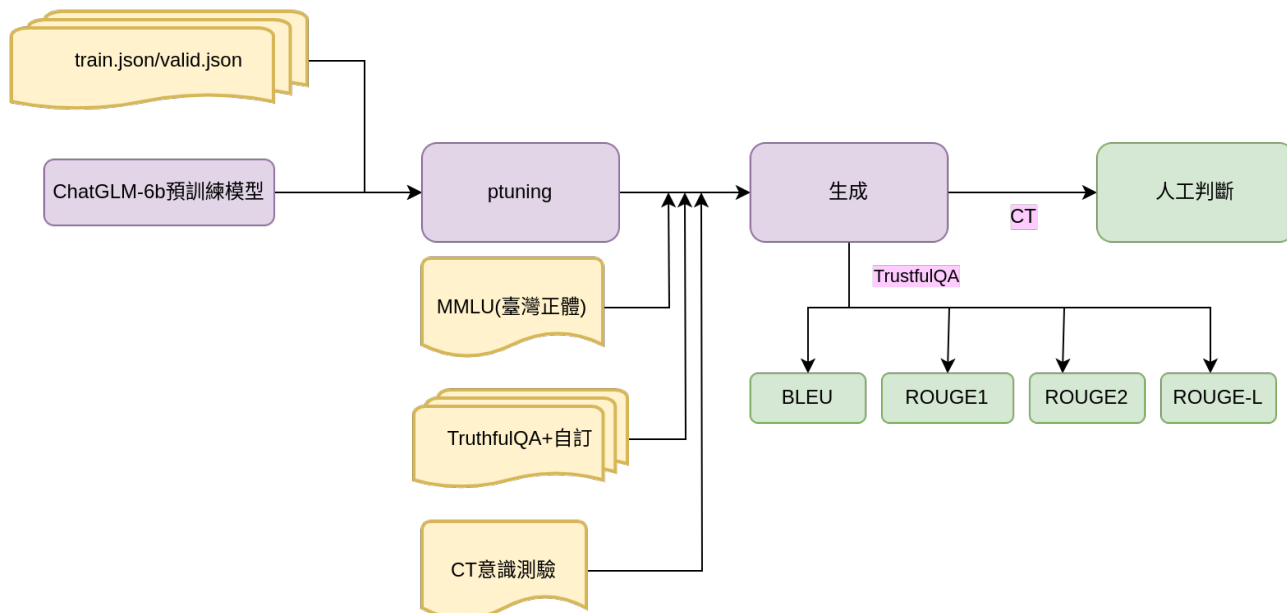 train.json/valid.json
ChatGLM-6b預訓練模型
ptuning
生成
人工判斷
CT
TrustfulQA
MMLU(臺灣正體)
BLEU
ROUGE1
ROUGE2
ROUGE-L
TruthfulQA+自訂
CT意識測驗